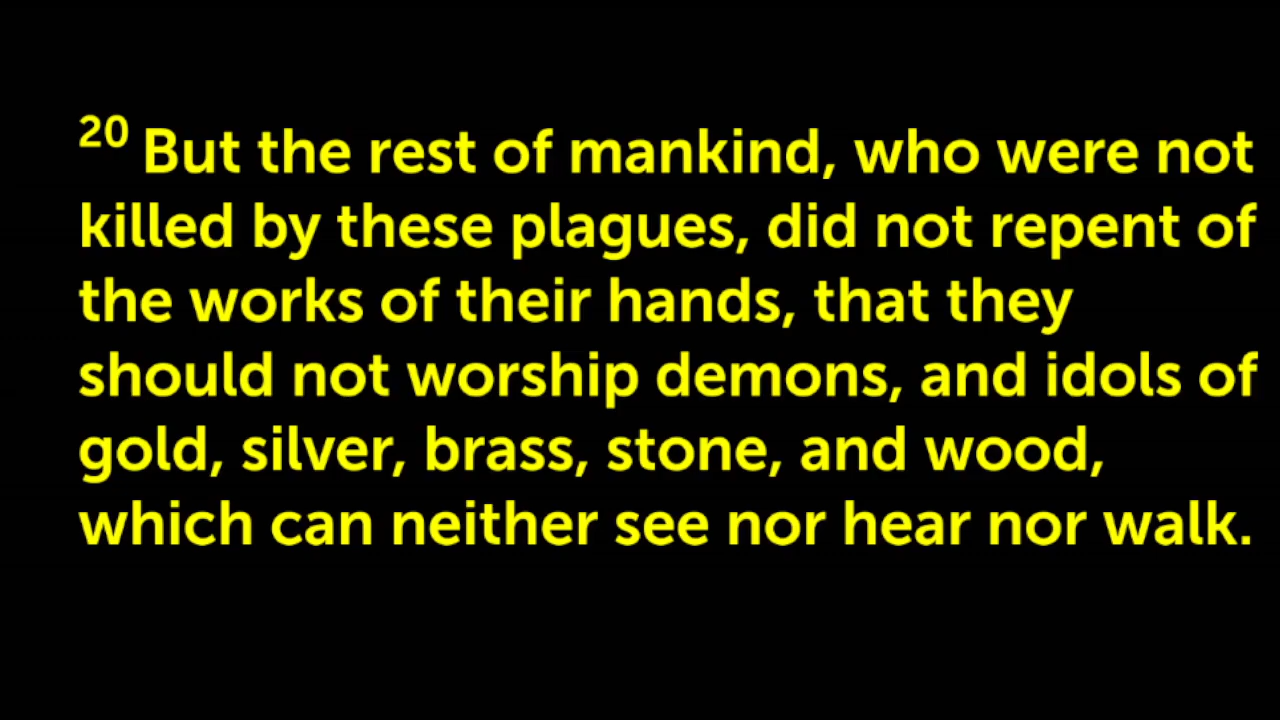 20 But the rest of mankind, who were not
killed by these plagues, did not repent of
the works of their hands, that they
should not worship demons, and idols of
gold, silver, brass, stone, and wood,
which can neither see nor hear nor walk.